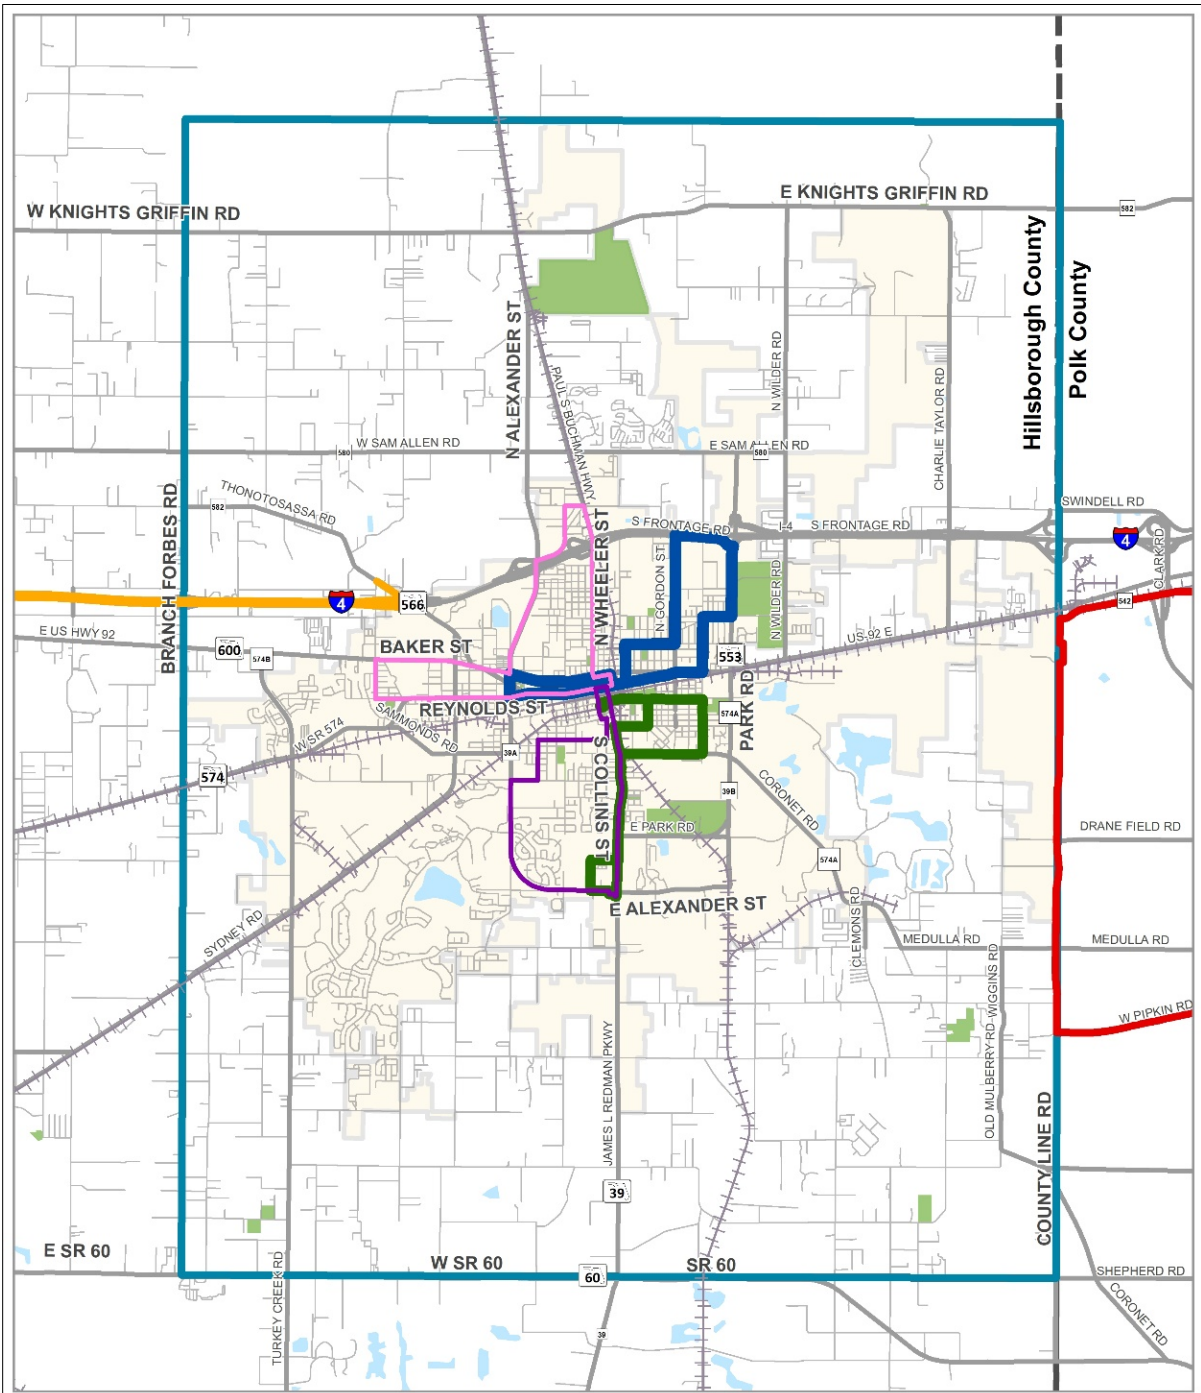 E KNIGHTS GRIFFIN RD
W KNIGHTS GRIFFIN RD
582
Hillsborough County
Polk County
N ALEXANDER ST
N WILDER RD
PAUL S BUCHMAN HWY
CHARLIE TAYLOR RD
W SAM ALLEN RD
580
E SAM ALLEN RD
580
THONOTOSASSA RD
582
SWINDELL RD
S FRONTAGE RD
I-4
S FRONTAGE RD
4
CLARK RD
BRANCH FORBES RD
N WHEELER ST
N GORDON ST
N WILDER RD
4
566
542
E US HWY 92
600
574B
BAKER ST
US-92 E
553
REYNOLDS ST
SAMMONDS RD
W SR 574
39A
574A
PARK RD
574
S COLLINS ST
39B
CORONET RD
E PARK RD
DRANE FIELD RD
574A
E ALEXANDER ST
CLEMONS RD
SYDNEY RD
MEDULLA RD
MEDULLA RD
OLD MULBERRY RD
WIGGINS RD
W PIPKIN RD
JAMES L REDMAN PKWY
COUNTY LINE RD
39
E SR 60
W SR 60
60
SR 60
SHEPHERD RD
TURKEY CREEK RD
39
CORONET RD